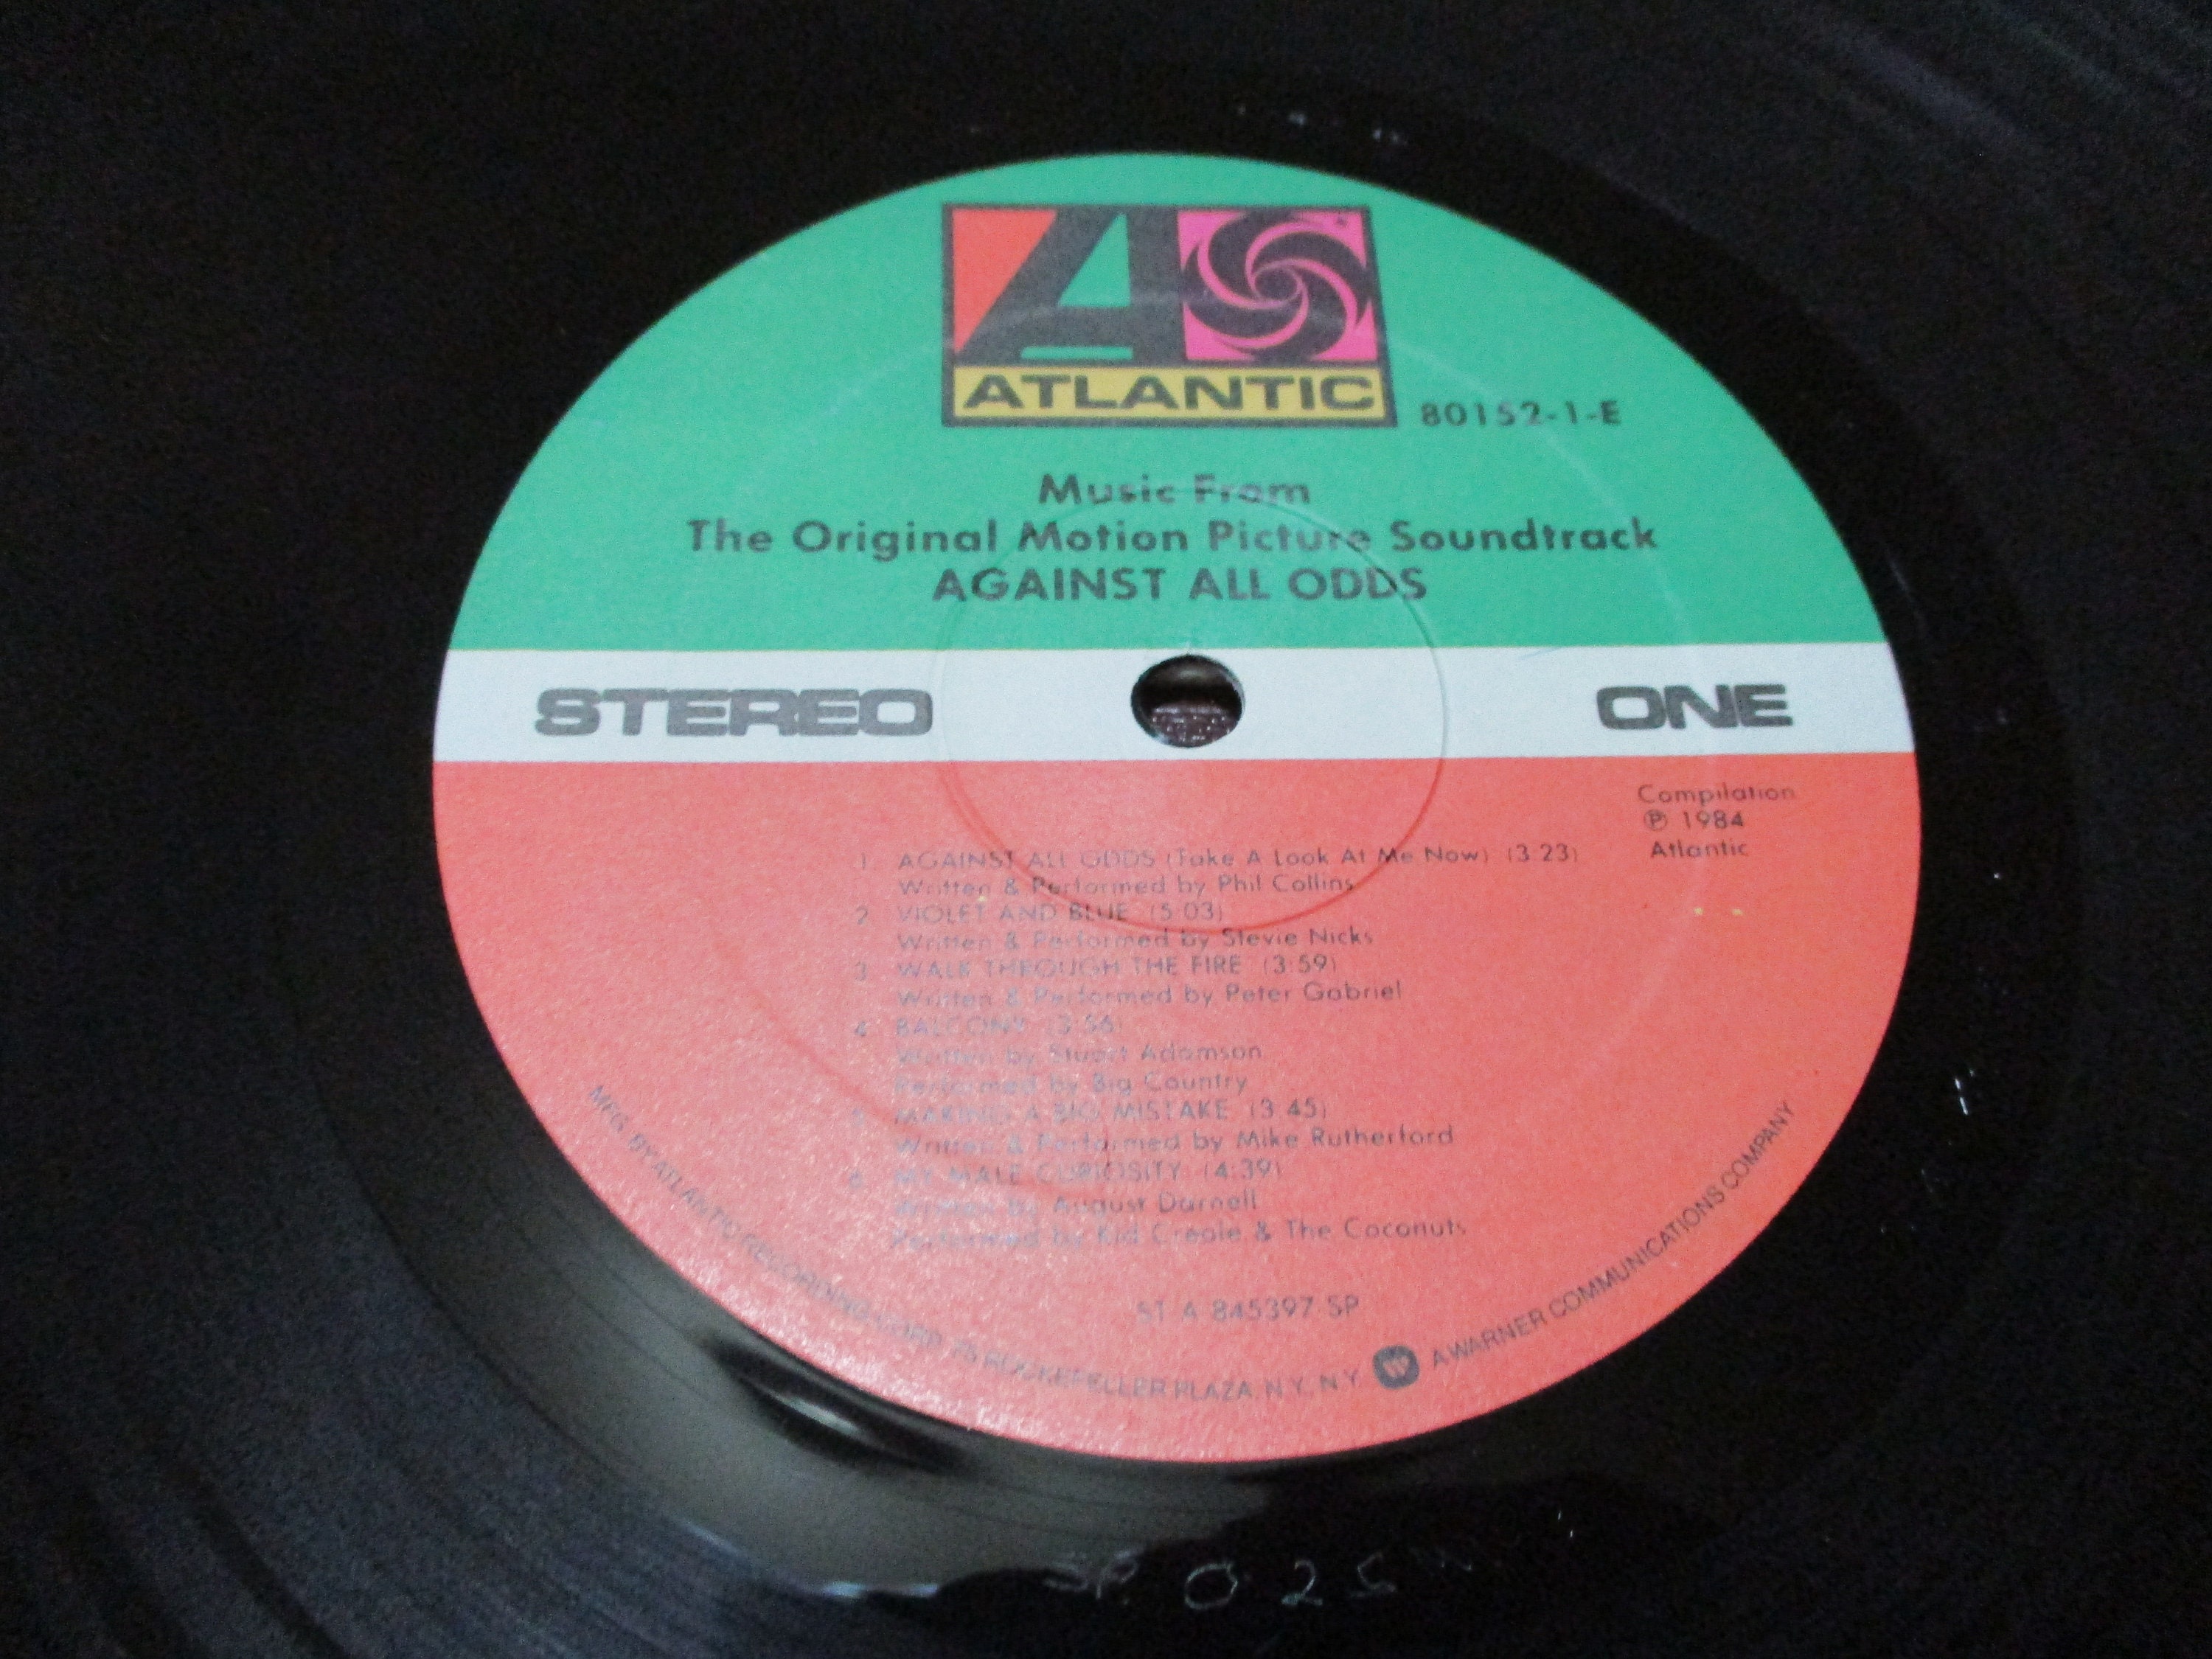 ATLANTIC
80152-1-E
Music From
The Original Motion Picture Soundtrack
AGAINST ALL ODDS
STEREO
ONE
Compilation
℗ 1984
Atlantic
1. AGAINST ALL ODDS (Take A Look At Me Now) (3:23)
Written & Performed by Phil Collins
2. VIOLET AND BLUE (5:03)
Written & Performed by Stevie Nicks
3. WALK THROUGH THE FIRE (3:59)
Written & Performed by Peter Gabriel
4. BALCONY (3:56)
Written by Stuart Adamson
Performed by Big Country
5. MAKING A BIG MISTAKE (3:45)
Written & Performed by Mike Rutherford
6. MY MALE CURIOSITY (4:39)
Written by August Darnell
Performed by Kid Creole & The Coconuts
ST A 845397 SP
MFG. BY ATLANTIC RECORDING CORP., 75 ROCKEFELLER PLAZA, N.Y., N.Y. A WARNER COMMUNICATIONS COMPANY